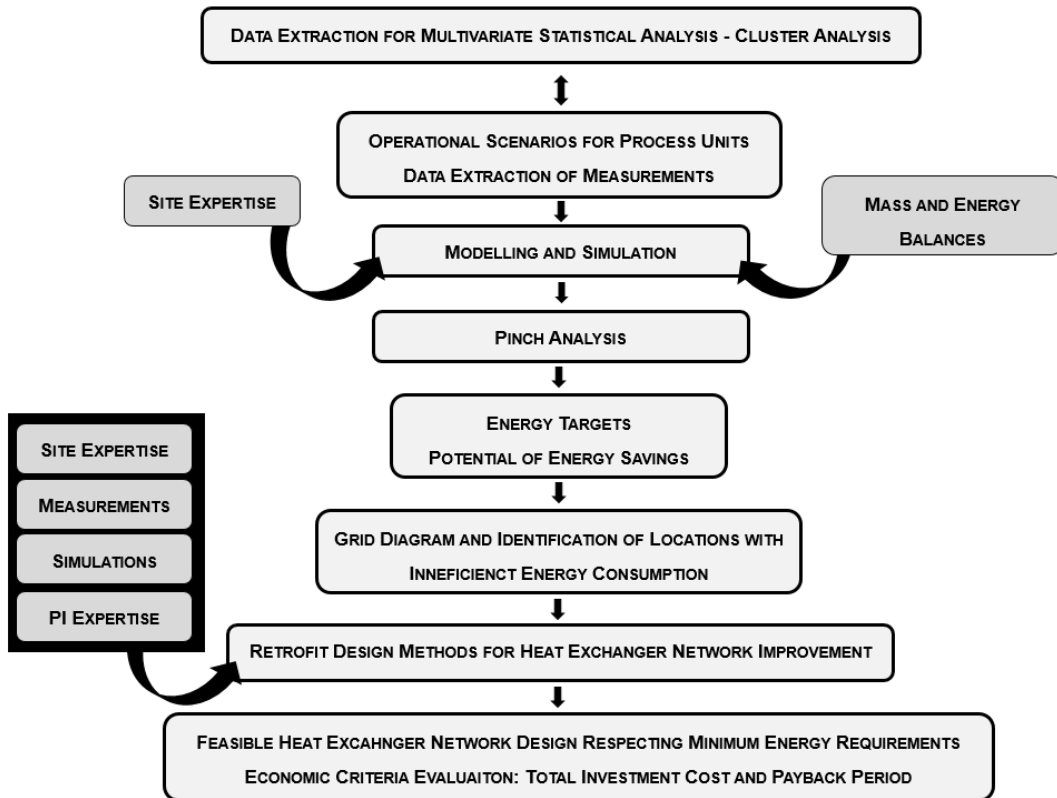 DATA EXTRACTION FOR MULTIVARIATE STATISTICAL ANALYSIS - CLUSTER ANALYSIS
OPERATIONAL SCENARIOS FOR PROCESS UNITS
DATA EXTRACTION OF MEASUREMENTS
SITE EXPERTISE
MASS AND ENERGY
BALANCES
MODELLING AND SIMULATION
PINCH ANALYSIS
ENERGY TARGETS
POTENTIAL OF ENERGY SAVINGS
SITE EXPERTISE
MEASUREMENTS
SIMULATIONS
PI EXPERTISE
GRID DIAGRAM AND IDENTIFICATION OF LOCATIONS WITH
INNEFICIENCT ENERGY CONSUMPTION
RETROFIT DESIGN METHODS FOR HEAT EXCHANGER NETWORK IMPROVEMENT
FEASIBLE HEAT EXCAHNGER NETWORK DESIGN RESPECTING MINIMUM ENERGY REQUIREMENTS
ECONOMIC CRITERIA EVALUAITON: TOTAL INVESTMENT COST AND PAYBACK PERIOD